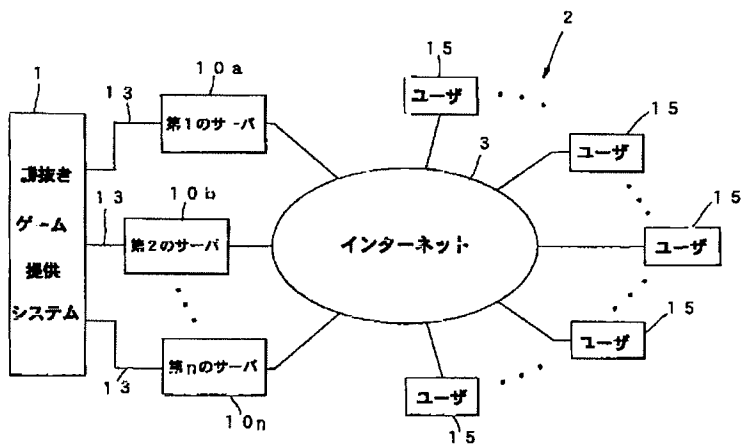 2
15
10a
1
13
ユーザ
第1のサーバ
3
15
ユーザ
抜き
ゲーム
提供
システム
13
10b
第2のサーバ
インターネット
15
ユーザ
15
ユーザ
第nのサーバ
13
10n
ユーザ
15